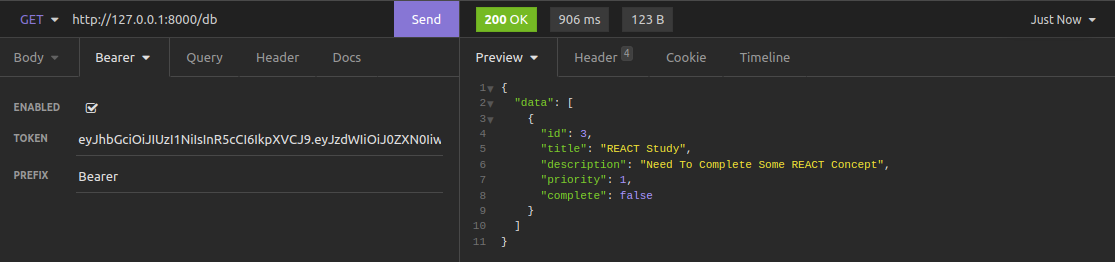 GET http://127.0.0.1:8000/db Send 200 OK 906 ms 123 B Just Now
Body Bearer Query Header Docs Preview Header 4 Cookie Timeline
ENABLED
TOKEN eyJhbGciOiJIUzI1NiIsInR5cCI6IkpXVCJ9.eyJzdWIiOiJ0ZXN0Iiw
PREFIX Bearer
1 {
2 "data": [
3 {
4 "id": 3,
5 "title": "REACT Study",
6 "description": "Need To Complete Some REACT Concept",
7 "priority": 1,
8 "complete": false
9 }
10 ]
11 }